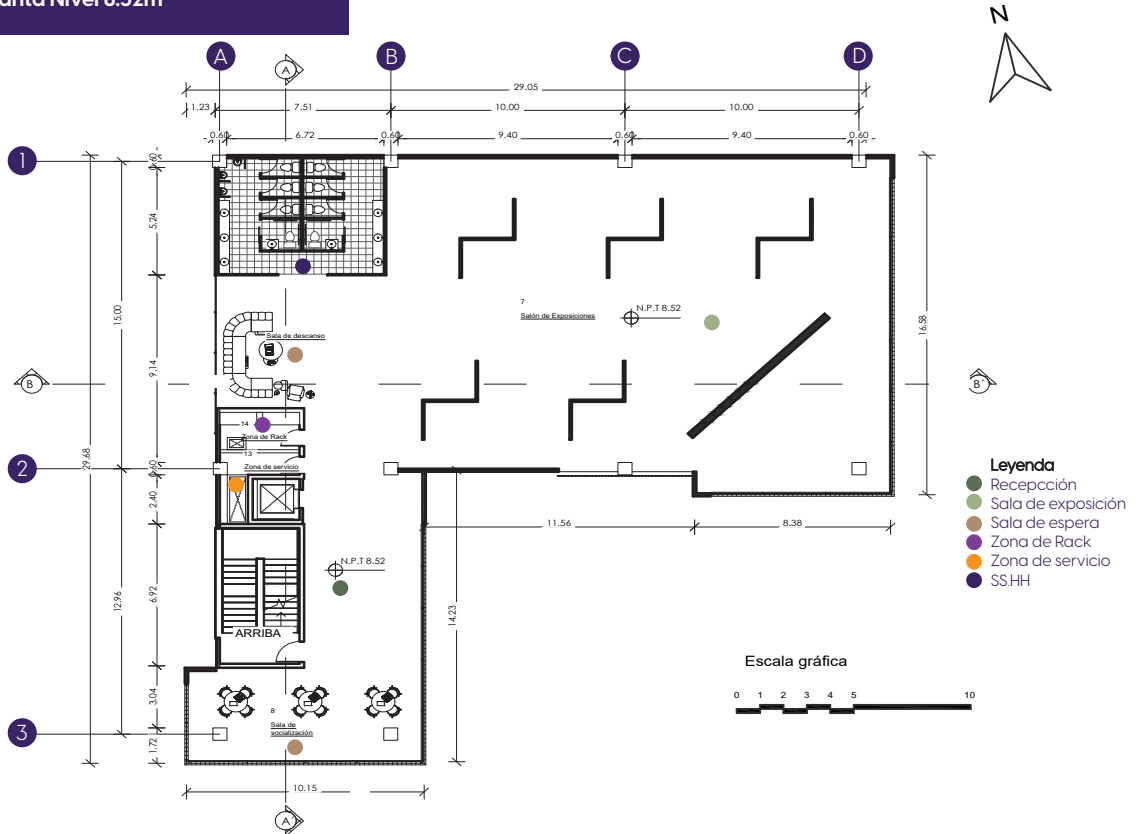 Planta Nivel 8.52m
N
A
B
C
D
A
29.05
1.23
7.51
10.00
10.00
0.60
6.72
0.60
9.40
0.60
9.40
0.60
1
2
3
29.68
15.00
12.96
0.60
5.24
9.14
0.60
2.40
6.92
3.04
1.72
16.58
7
Salón de Exposiciones
N.P.T 8.52
Sala de descanso
B
B'
14
Zona de Rack
13
Zona de servicio
11.56
8.38
14.23
N.P.T 8.52
ARRIBA
8
Sala de
socialización
10.15
A'
Leyenda
Recepcción
Sala de exposición
Sala de espera
Zona de Rack
Zona de servicio
SS.HH
Escala gráfica
0 1 2 3 4 5 10